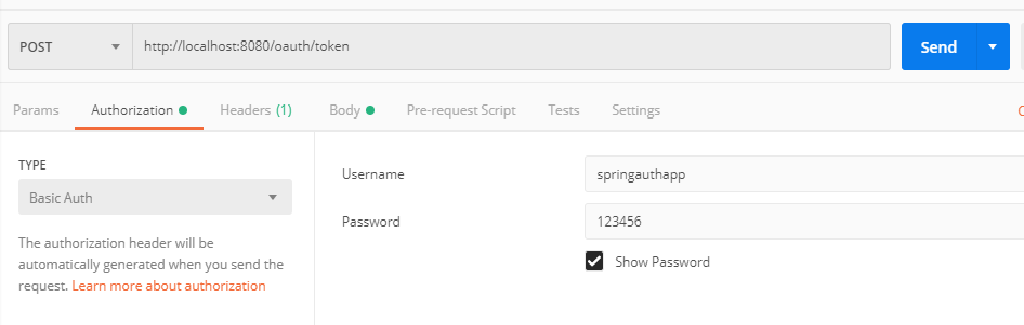 POST http://localhost:8080/oauth/token Send
Params Authorization Headers (1) Body Pre-request Script Tests Settings
TYPE
Basic Auth
The authorization header will be
automatically generated when you send the
request. Learn more about authorization
Username springauthapp
Password 123456
Show Password